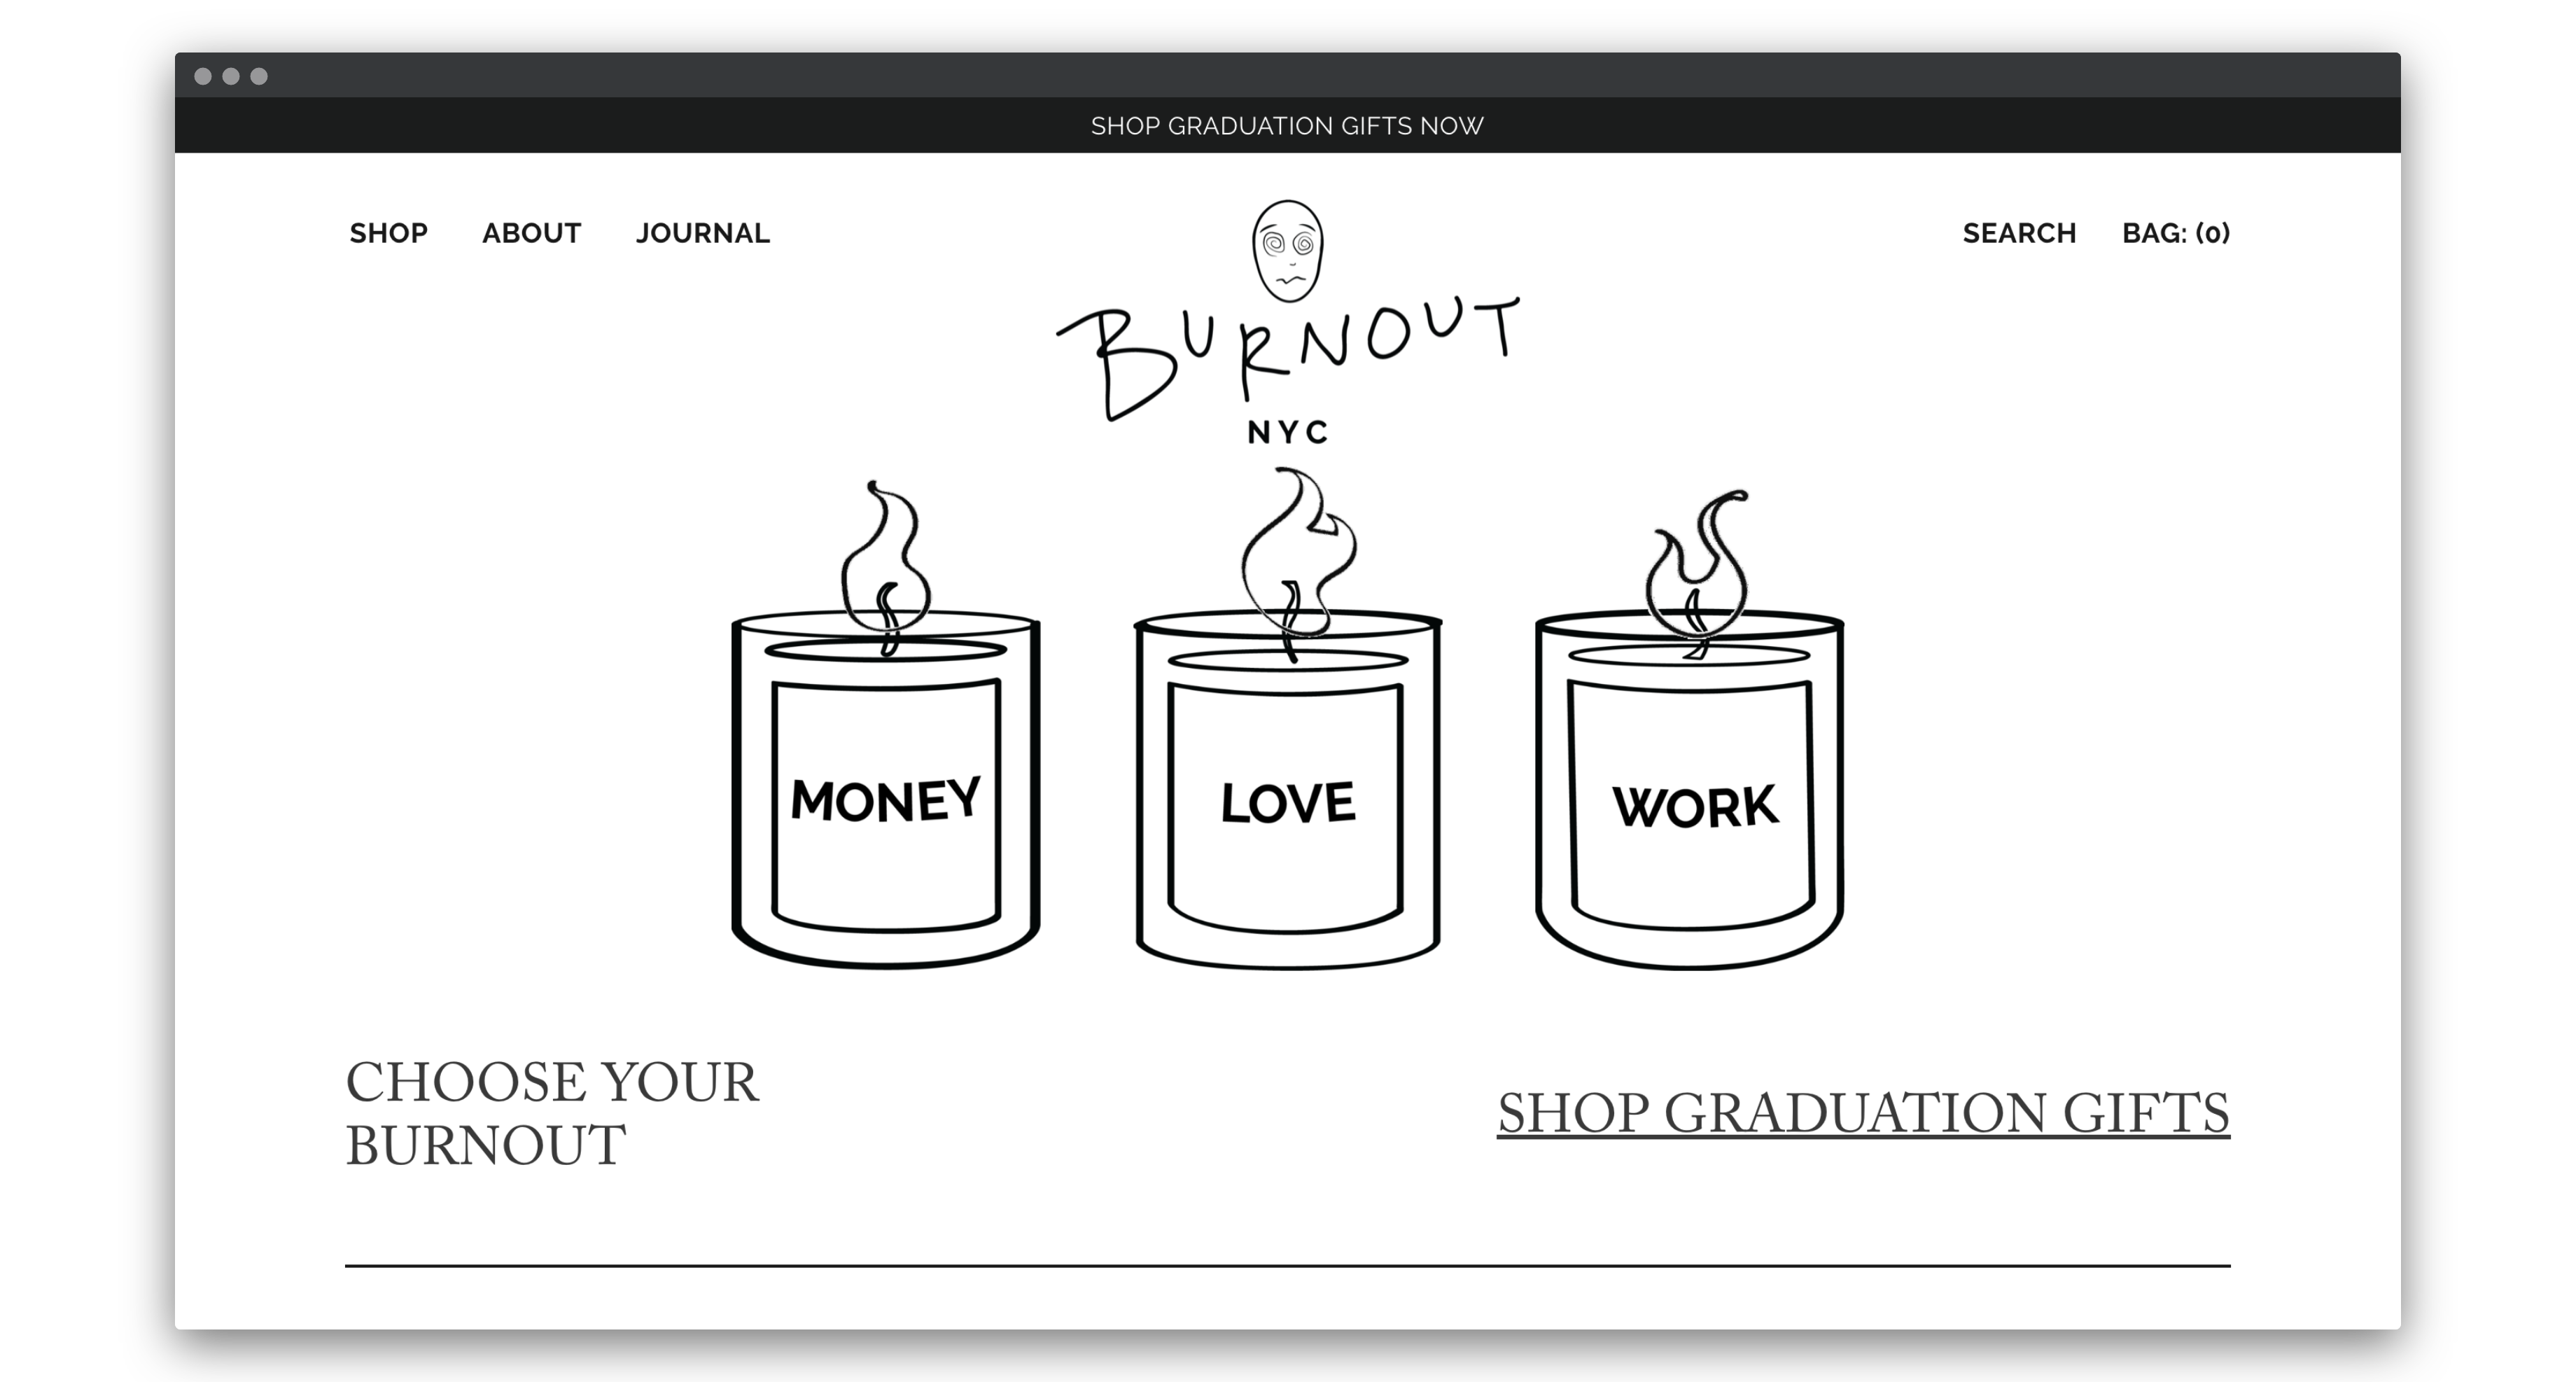 SHOP GRADUATION GIFTS NOW
SHOP ABOUT JOURNAL
SEARCH BAG: (0)
BURNOUT
NYC
MONEY
LOVE
WORK
CHOOSE YOUR
BURNOUT
SHOP GRADUATION GIFTS